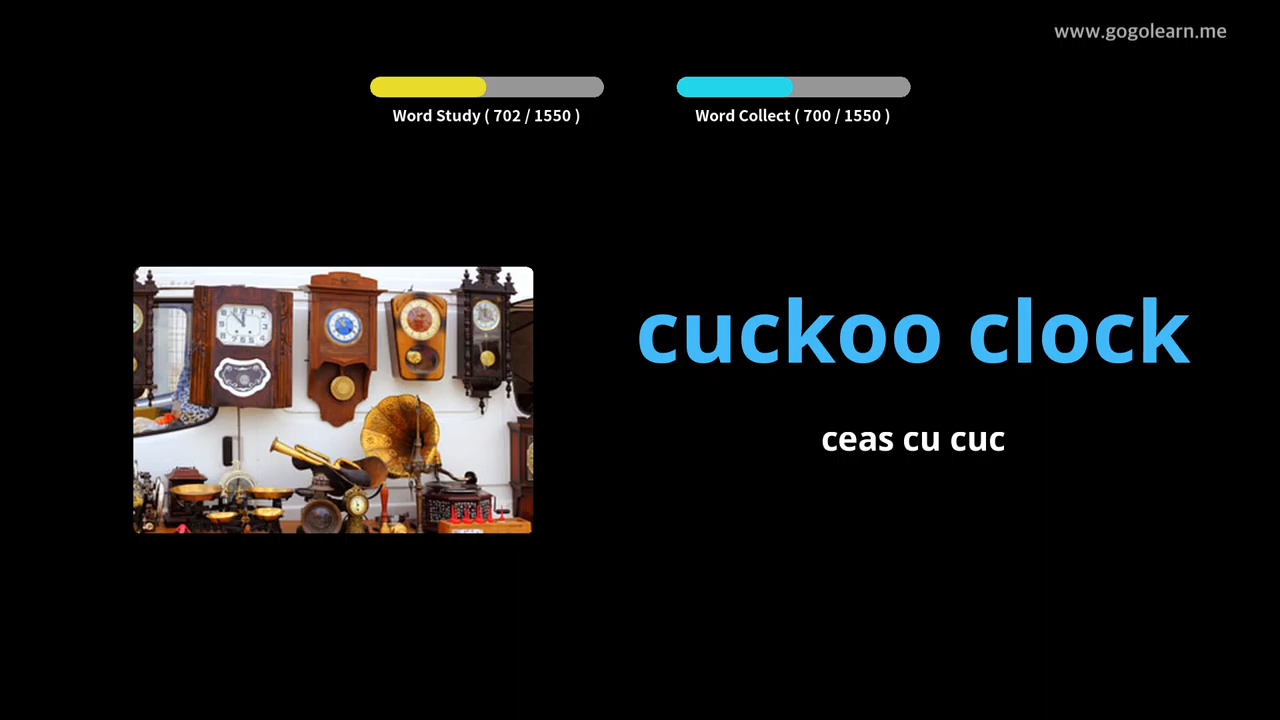 www.gogolearn.me
Word Study ( 702 / 1550 )
Word Collect ( 700 / 1550 )
cuckoo clock
ceas cu cuc